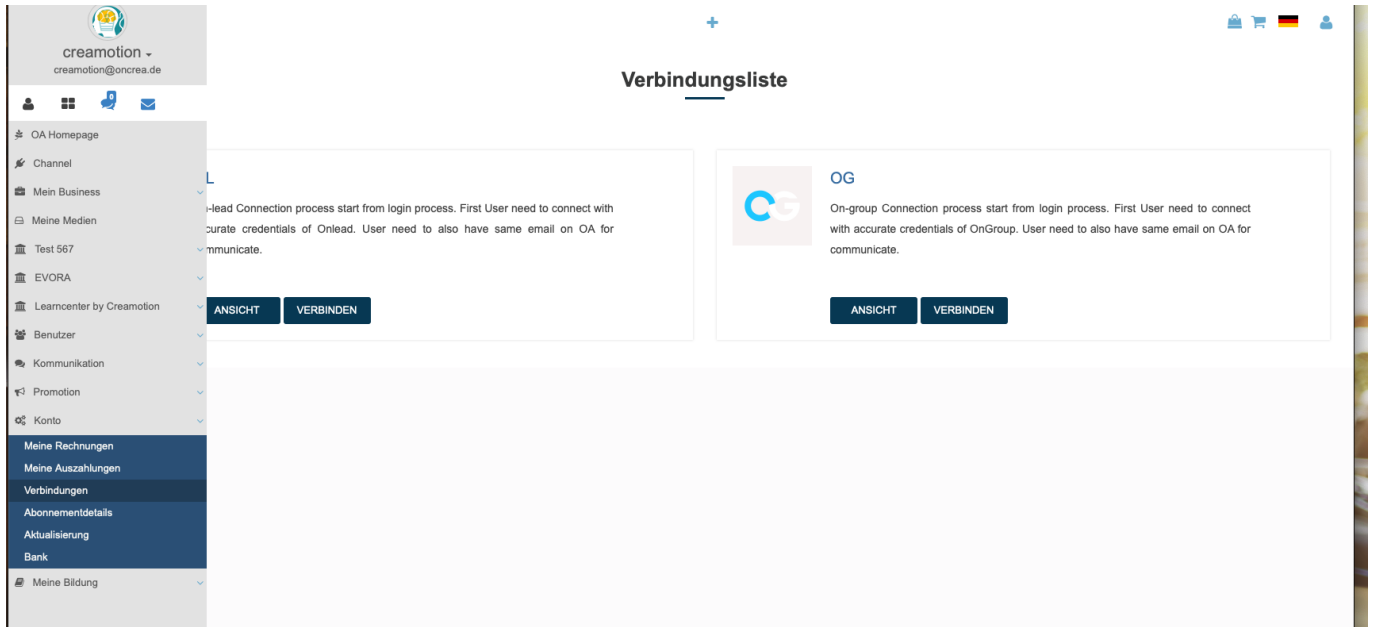 creamotion
creamotion@oncrea.de
0
OA Homepage
Channel
Mein Business
Meine Medien
Test 567
EVORA
Learncenter by Creamotion
Benutzer
Kommunikation
Promotion
Konto
Meine Rechnungen
Meine Auszahlungen
Verbindungen
Abonnementdetails
Aktualisierung
Bank
Meine Bildung
Verbindungsliste
L
-lead Connection process start from login process. First User need to connect with
curate credentials of Onlead. User need to also have same email on OA for
mmunicate.
ANSICHT VERBINDEN
OG
OG
On-group Connection process start from login process. First User need to connect
with accurate credentials of OnGroup. User need to also have same email on OA for
communicate.
ANSICHT VERBINDEN